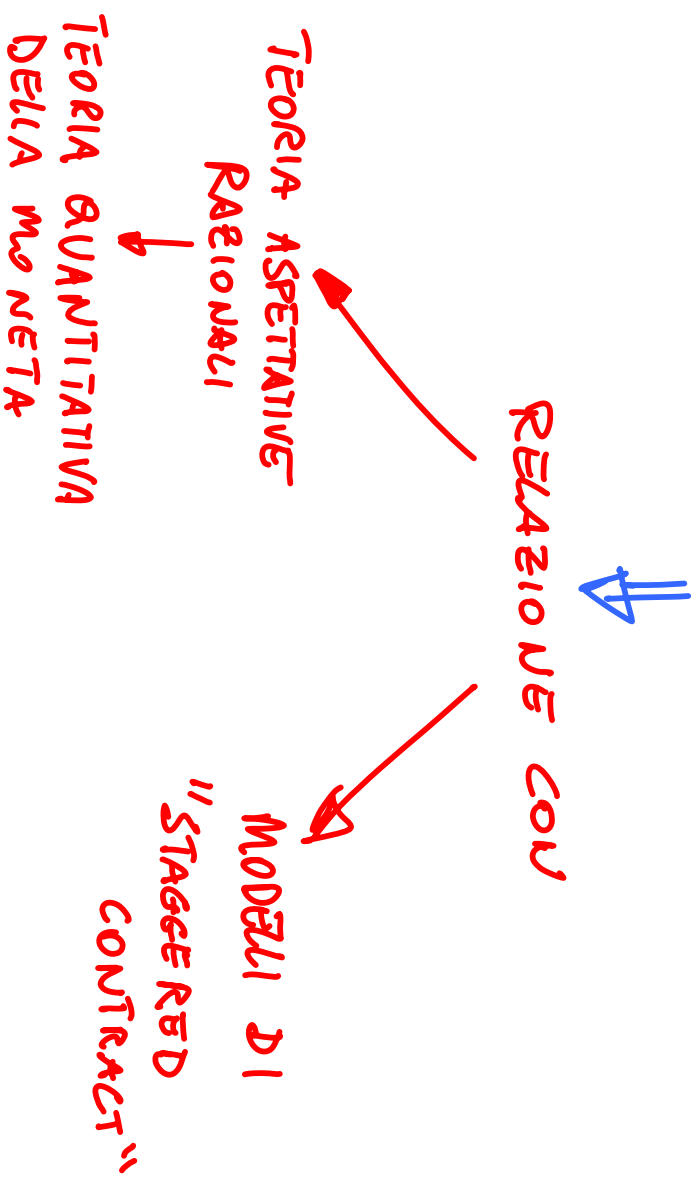 RELAZIONE CON
TEORIA ASPETTATIVE
RAZIONALI
TEORIA QUANTITATIVA
DELLA MONETA
MODELLI DI
"STAGGERED
CONTRACT"